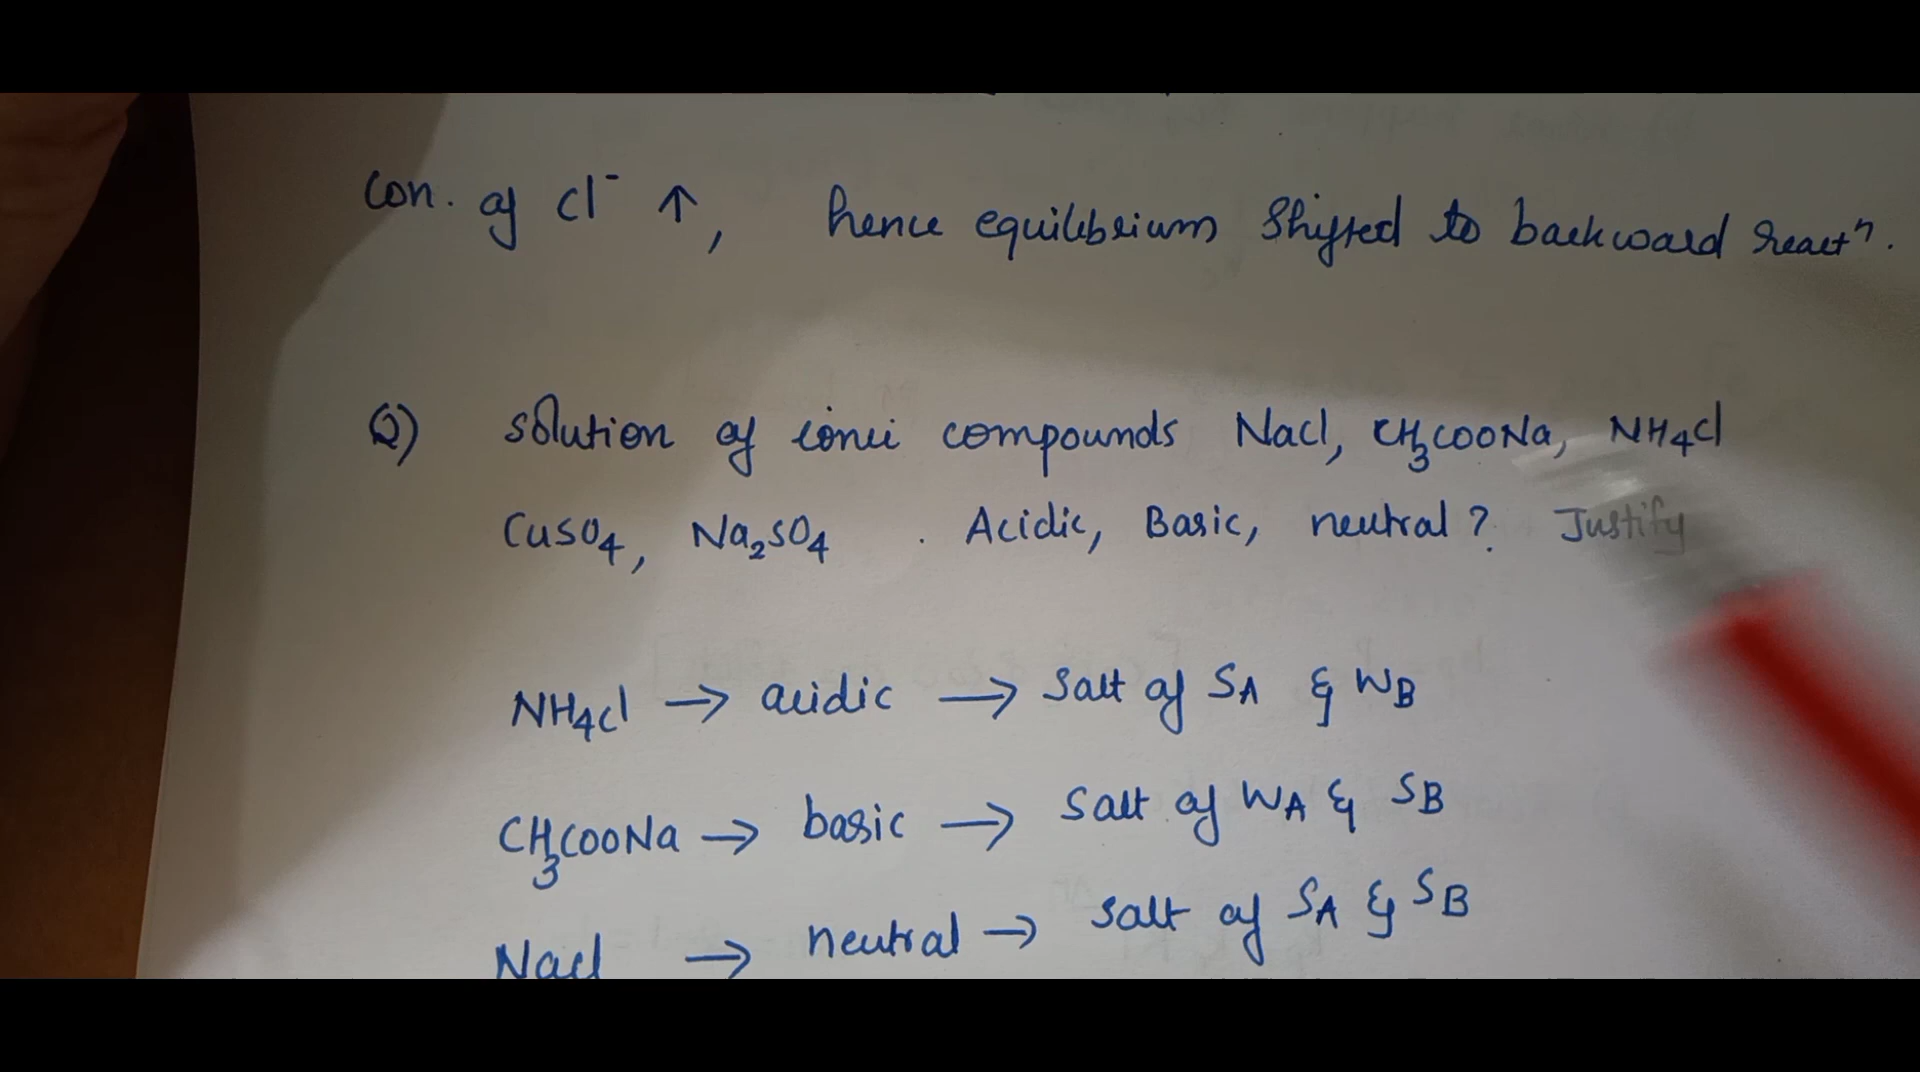 Con. of Cl⁻ ↑, hence equilibrium shifted to backward reactⁿ.
Q) Solution of ionic compounds NaCl, CH₃COONa, NH₄Cl
CuSO₄, Na₂SO₄ . Acidic, Basic, neutral? Justify
NH₄Cl → acidic → Salt of SA & WB
CH₃COONa → basic → Salt of WA & SB
NaCl → neutral → salt of SA & SB